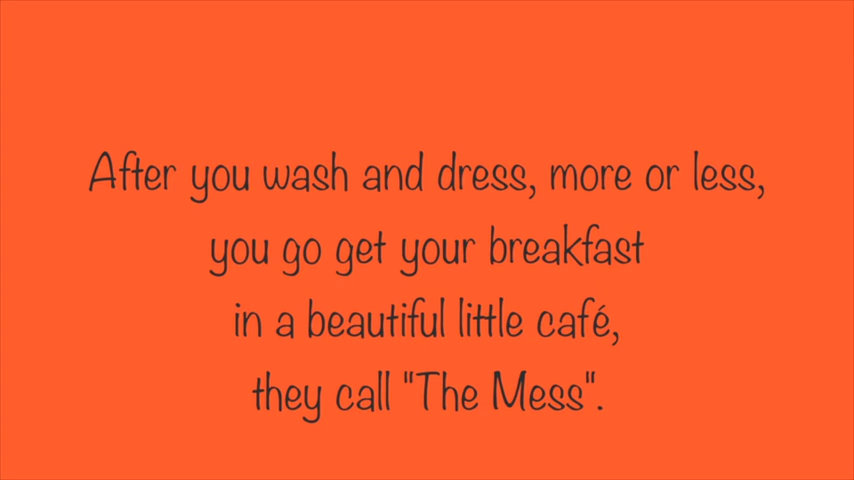 After you wash and dress, more or less,
you go get your breakfast
in a beautiful little café,
they call "The Mess".